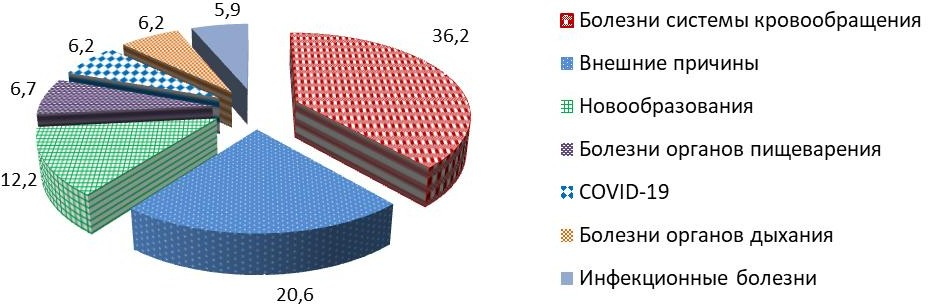 5,9
6,2
6,2
6,7
12,2
20,6
36,2
Болезни системы кровообращения
Внешние причины
Новообразования
Болезни органов пищеварения
COVID-19
Болезни органов дыхания
Инфекционные болезни